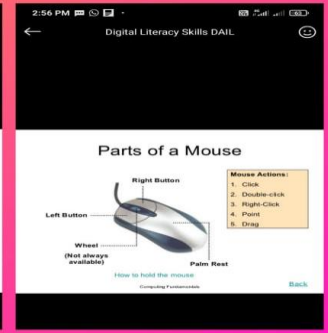 2:56 PM
63
Digital Literacy Skills DAIL
Parts of a Mouse
Right Button
Left Button
Wheel
(Not always
available)
Palm Rest
How to hold the mouse
Computing Fundamentals
Mouse Actions:
1. Click
2. Double-click
3. Right-Click
4. Point
5. Drag
Back